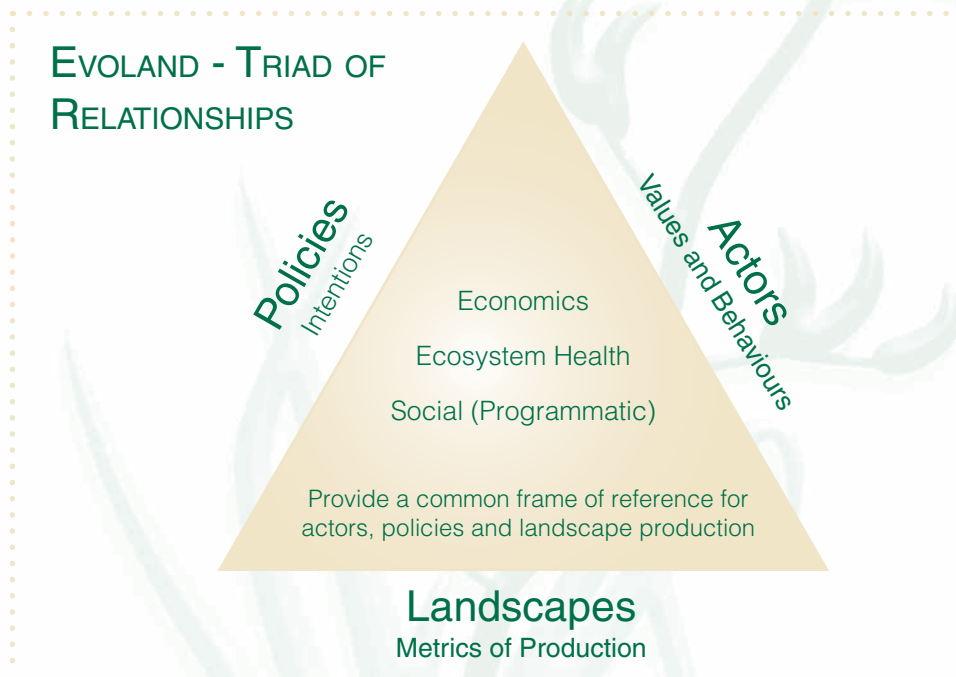 Evoland - Triad of
Relationships
Policies
Intentions
Actors
Values and Behaviours
Economics
Ecosystem Health
Social (Programmatic)
Provide a common frame of reference for
actors, policies and landscape production
Landscapes
Metrics of Production